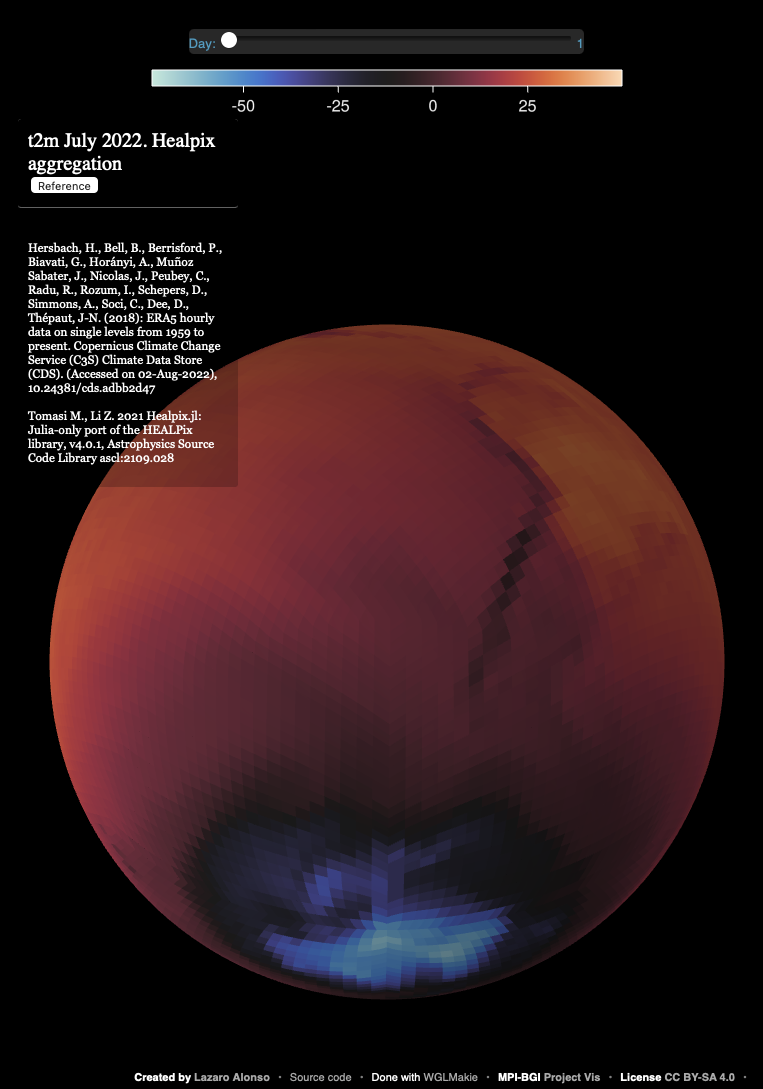 Day: 1
-50 -25 0 25
t2m July 2022. Healpix
aggregation
Reference
Hersbach, H., Bell, B., Berrisford, P.,
Biavati, G., Horányi, A., Muñoz
Sabater, J., Nicolas, J., Peubey, C.,
Radu, R., Rozum, I., Schepers, D.,
Simmons, A., Soci, C., Dee, D.,
Thépaut, J-N. (2018): ERA5 hourly
data on single levels from 1959 to
present. Copernicus Climate Change
Service (C3S) Climate Data Store
(CDS). (Accessed on 02-Aug-2022),
10.24381/cds.adbb2d47
Tomasi M., Li Z. 2021 Healpix.jl:
Julia-only port of the HEALPix
library, v4.0.1, Astrophysics Source
Code Library ascl:2109.028
Created by Lazaro Alonso · Source code · Done with WGLMakie · MPI-BGI Project Vis · License CC BY-SA 4.0 ·